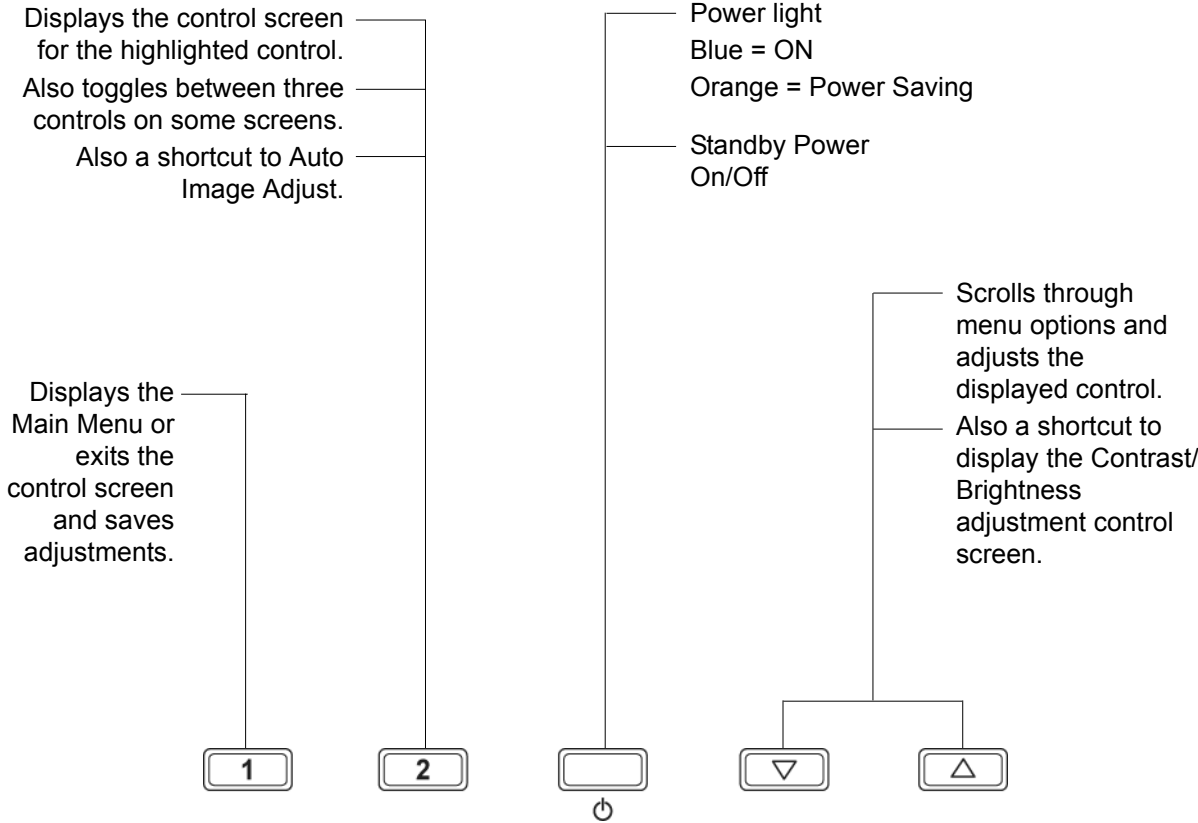 Displays the control screen
for the highlighted control.
Also toggles between three
controls on some screens.
Also a shortcut to Auto
Image Adjust.
Power light
Blue = ON
Orange = Power Saving
Standby Power
On/Off
Scrolls through
menu options and
adjusts the
displayed control.
Also a shortcut to
display the Contrast/
Brightness
adjustment control
screen.
Displays the
Main Menu or
exits the
control screen
and saves
adjustments.
1
2